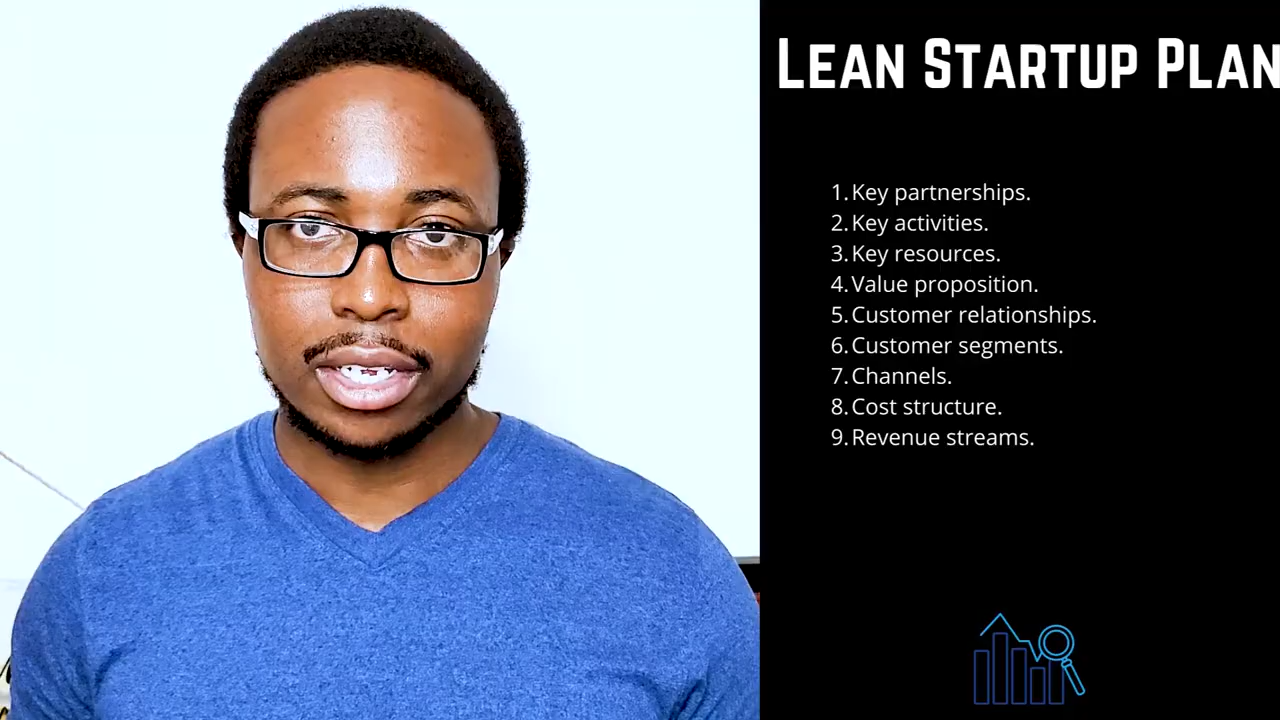 LEAN STARTUP PLAN
1. Key partnerships.
2. Key activities.
3. Key resources.
4. Value proposition.
5. Customer relationships.
6. Customer segments.
7. Channels.
8. Cost structure.
9. Revenue streams.